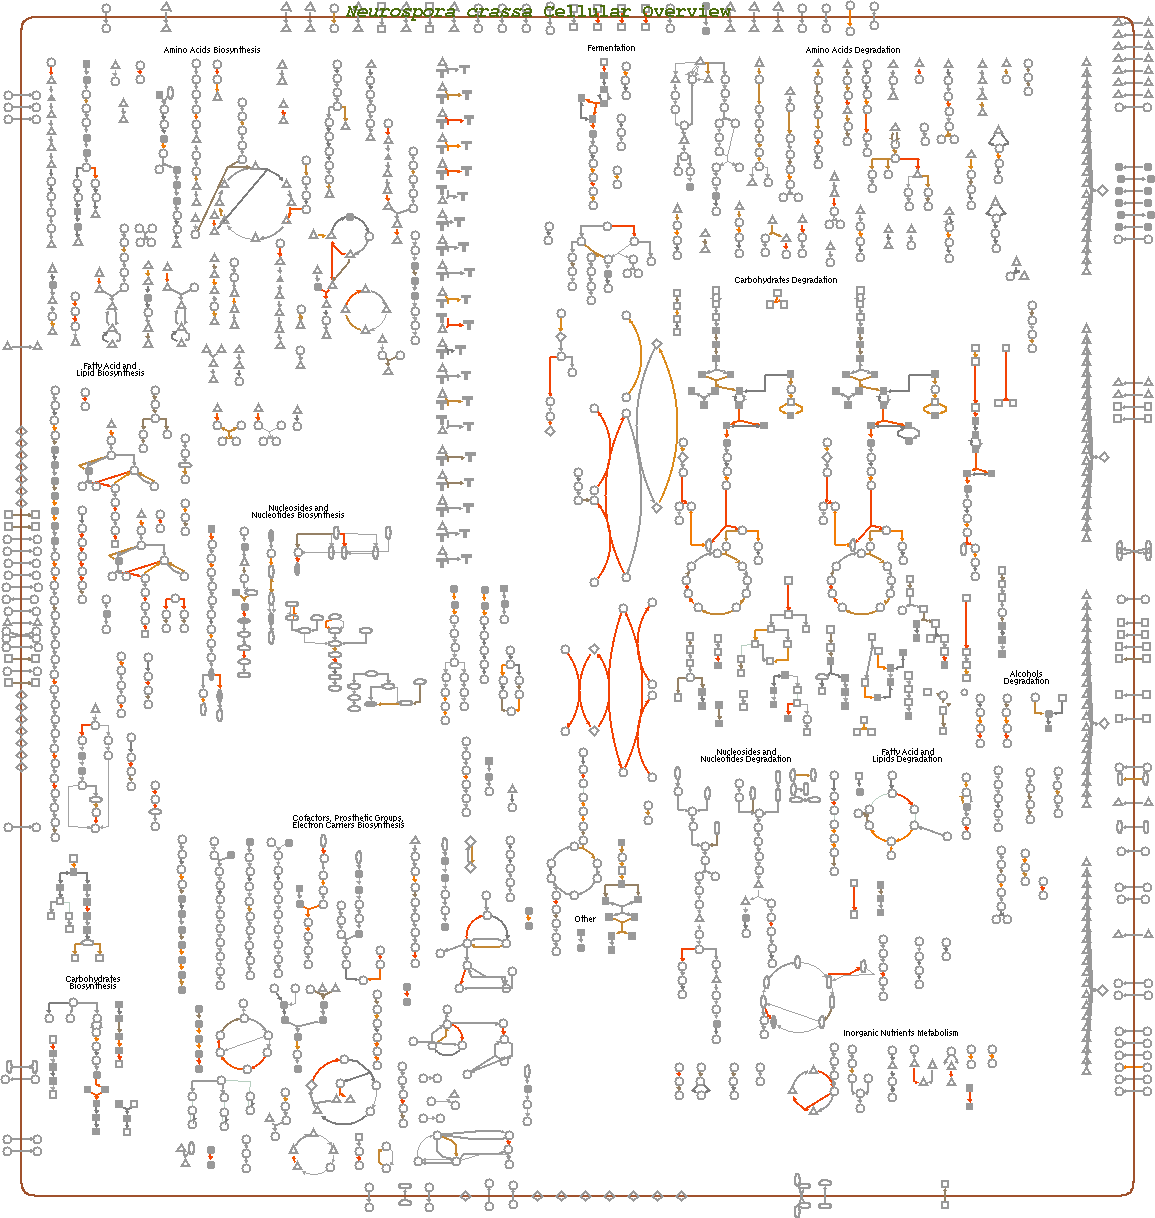 Neurospora crassa Cellular Overview
Amino Acids Biosynthesis
Fermentation
Amino Acids Degradation
Carbohydrates Degradation
Fatty Acid and
Lipid Biosynthesis
Nucleosides and
Nucleotides Biosynthesis
Alcohols
Degradation
Nucleosides and
Nucleotides Degradation
Fatty Acid and
Lipids Degradation
Cofactors, Prosthetic Groups,
Electron Carriers Biosynthesis
Other
Carbohydrates
Biosynthesis
Inorganic Nutrients Metabolism